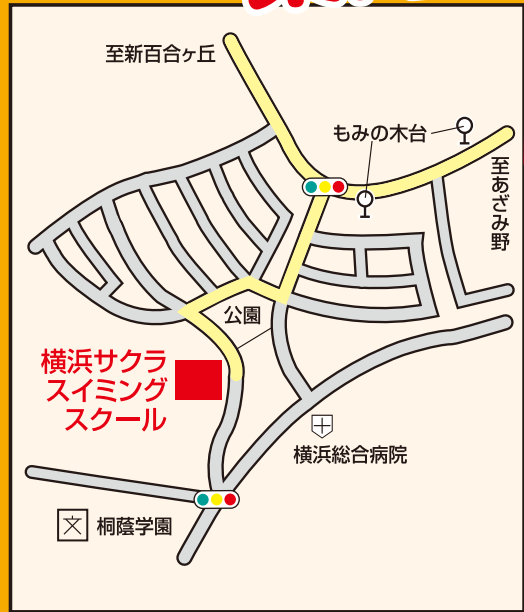 至新百合ヶ丘
もみの木台
至あざみ野
公園
横浜サクラ
スイミング
スクール
横浜総合病院
文
桐蔭学園